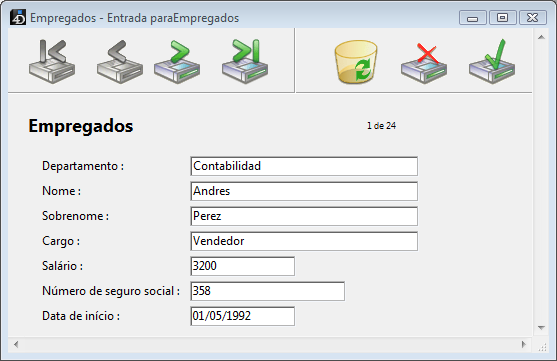 Empregados - Entrada paraEmpregados
Empregados
1 de 24
Departamento : Contabilidad
Nome : Andres
Sobrenome : Perez
Cargo : Vendedor
Salário : 3200
Número de seguro social : 358
Data de início : 01/05/1992